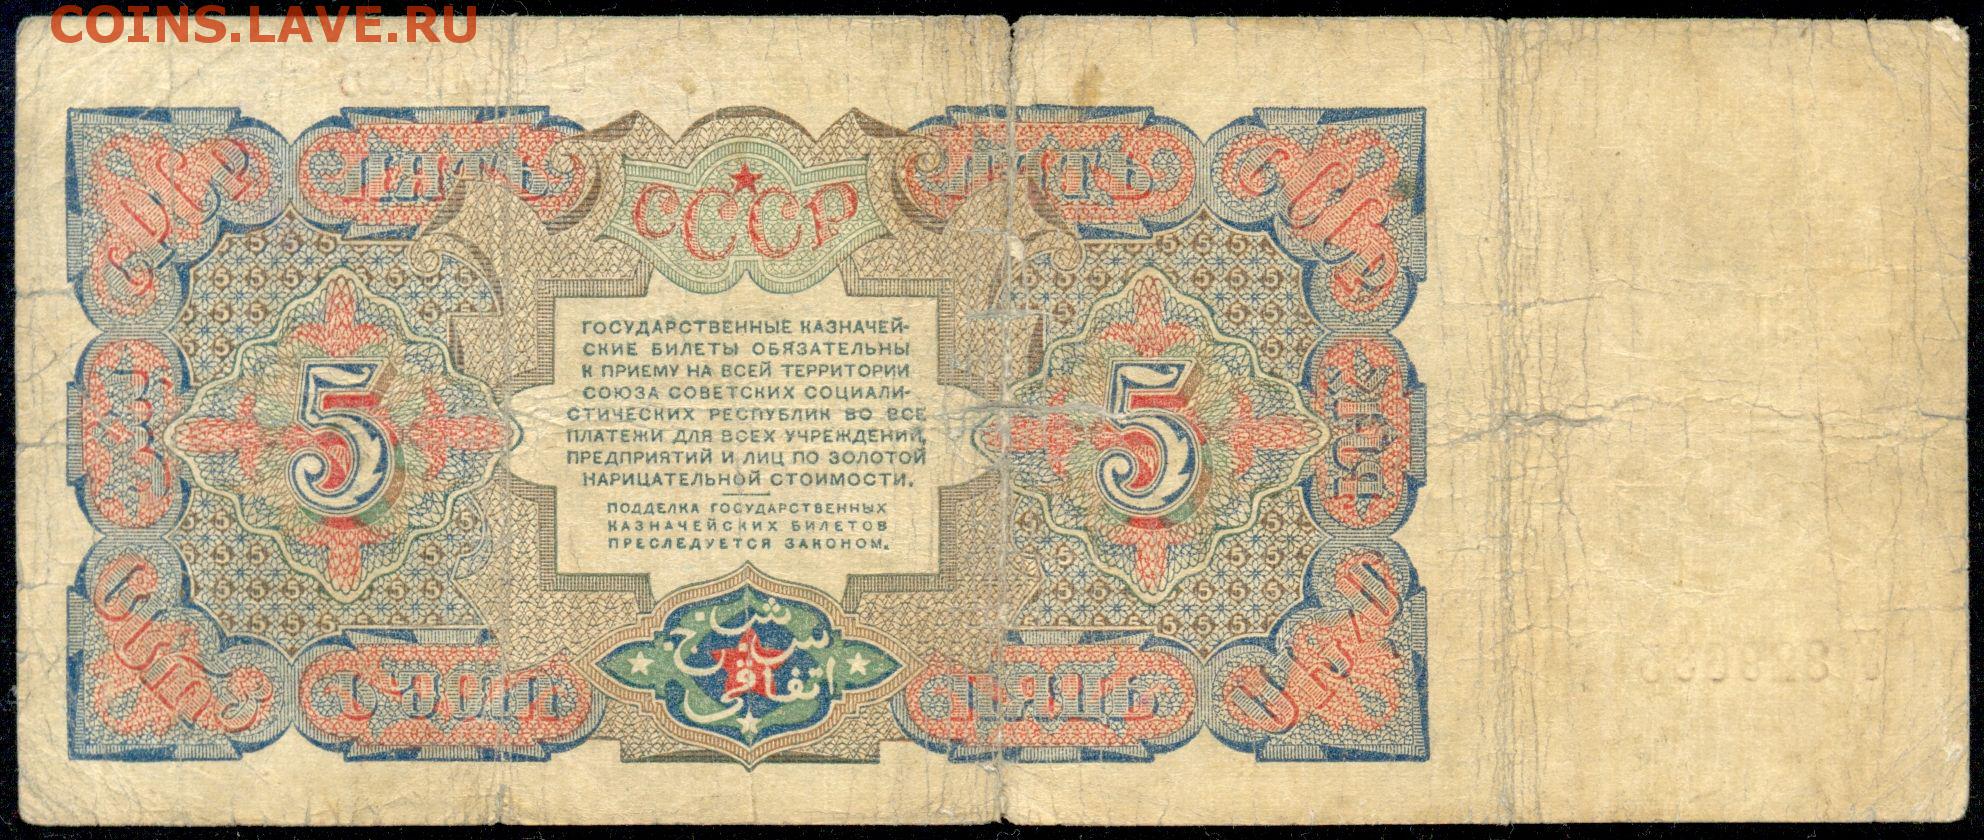 COINS.LAVE.RU
ПЯТЬ
ПЯТЬ
СССР
5
5
ГОСУДАРСТВЕННЫЕ КАЗНАЧЕЙ-
СКИЕ БИЛЕТЫ ОБЯЗАТЕЛЬНЫ
К ПРИЕМУ НА ВСЕЙ ТЕРРИТОРИИ
СОЮЗА СОВЕТСКИХ СОЦИАЛИ-
СТИЧЕСКИХ РЕСПУБЛИК ВО ВСЕ
ПЛАТЕЖИ ДЛЯ ВСЕХ УЧРЕЖДЕНИЙ,
ПРЕДПРИЯТИЙ И ЛИЦ ПО ЗОЛОТОЙ
НАРИЦАТЕЛЬНОЙ СТОИМОСТИ.
ПОДДЕЛКА ГОСУДАРСТВЕННЫХ
КАЗНАЧЕЙСКИХ БИЛЕТОВ
ПРЕСЛЕДУЕТСЯ ЗАКОНОМ.